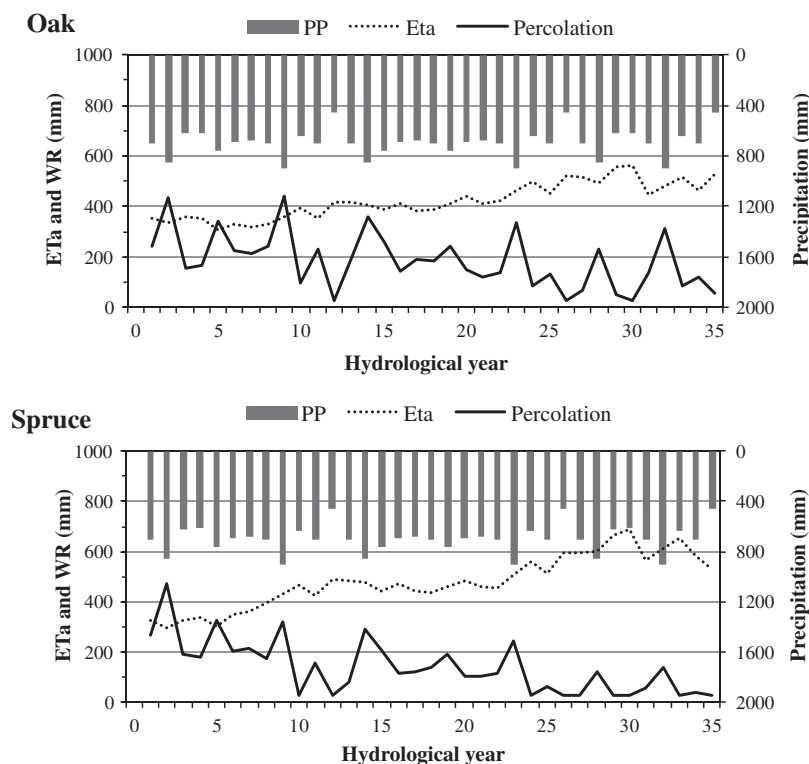 Oak
PP Eta Percolation
1000 0
800 400
600 800
400 1200
200 1600
0 2000
ETa and WR (mm)
Precipitation (mm)
0 5 10 15 20 25 30 35
Hydrological year
Spruce
PP Eta Percolation
1000 0
800 400
600 800
400 1200
200 1600
0 2000
ETa and WR (mm)
Precipitation (mm)
0 5 10 15 20 25 30 35
Hydrological year